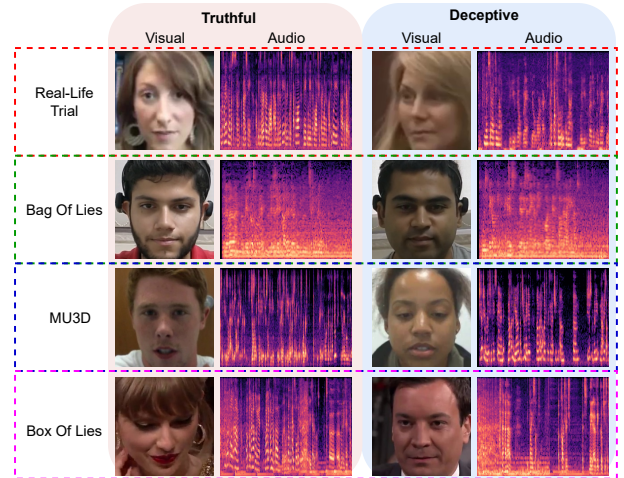 Truthful
Deceptive
Visual
Audio
Visual
Audio
Real-Life
Trial
Bag Of Lies
MU3D
Box Of Lies